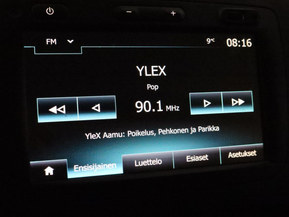 FM
9°c
08:16
YLEX
Pop
90.1 MHz
YleX Aamu: Poikelus, Pehkonen ja Parikka
Ensisijainen
Luettelo
Esiaset
Asetukset